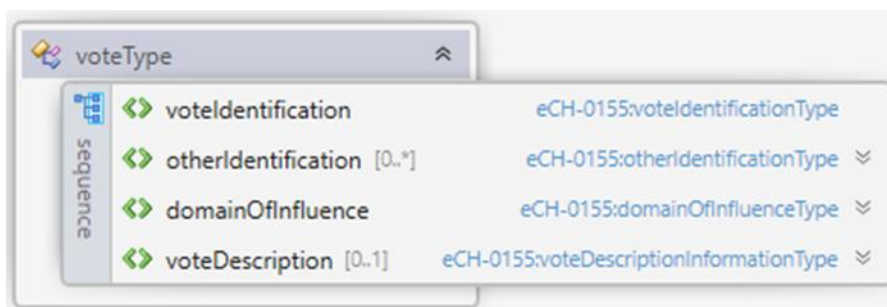 voteType
sequence
voteIdentification eCH-0155:voteIdentificationType
otherIdentification [0..*] eCH-0155:otherIdentificationType
domainOfInfluence eCH-0155:domainOfInfluenceType
voteDescription [0..1] eCH-0155:voteDescriptionInformationType